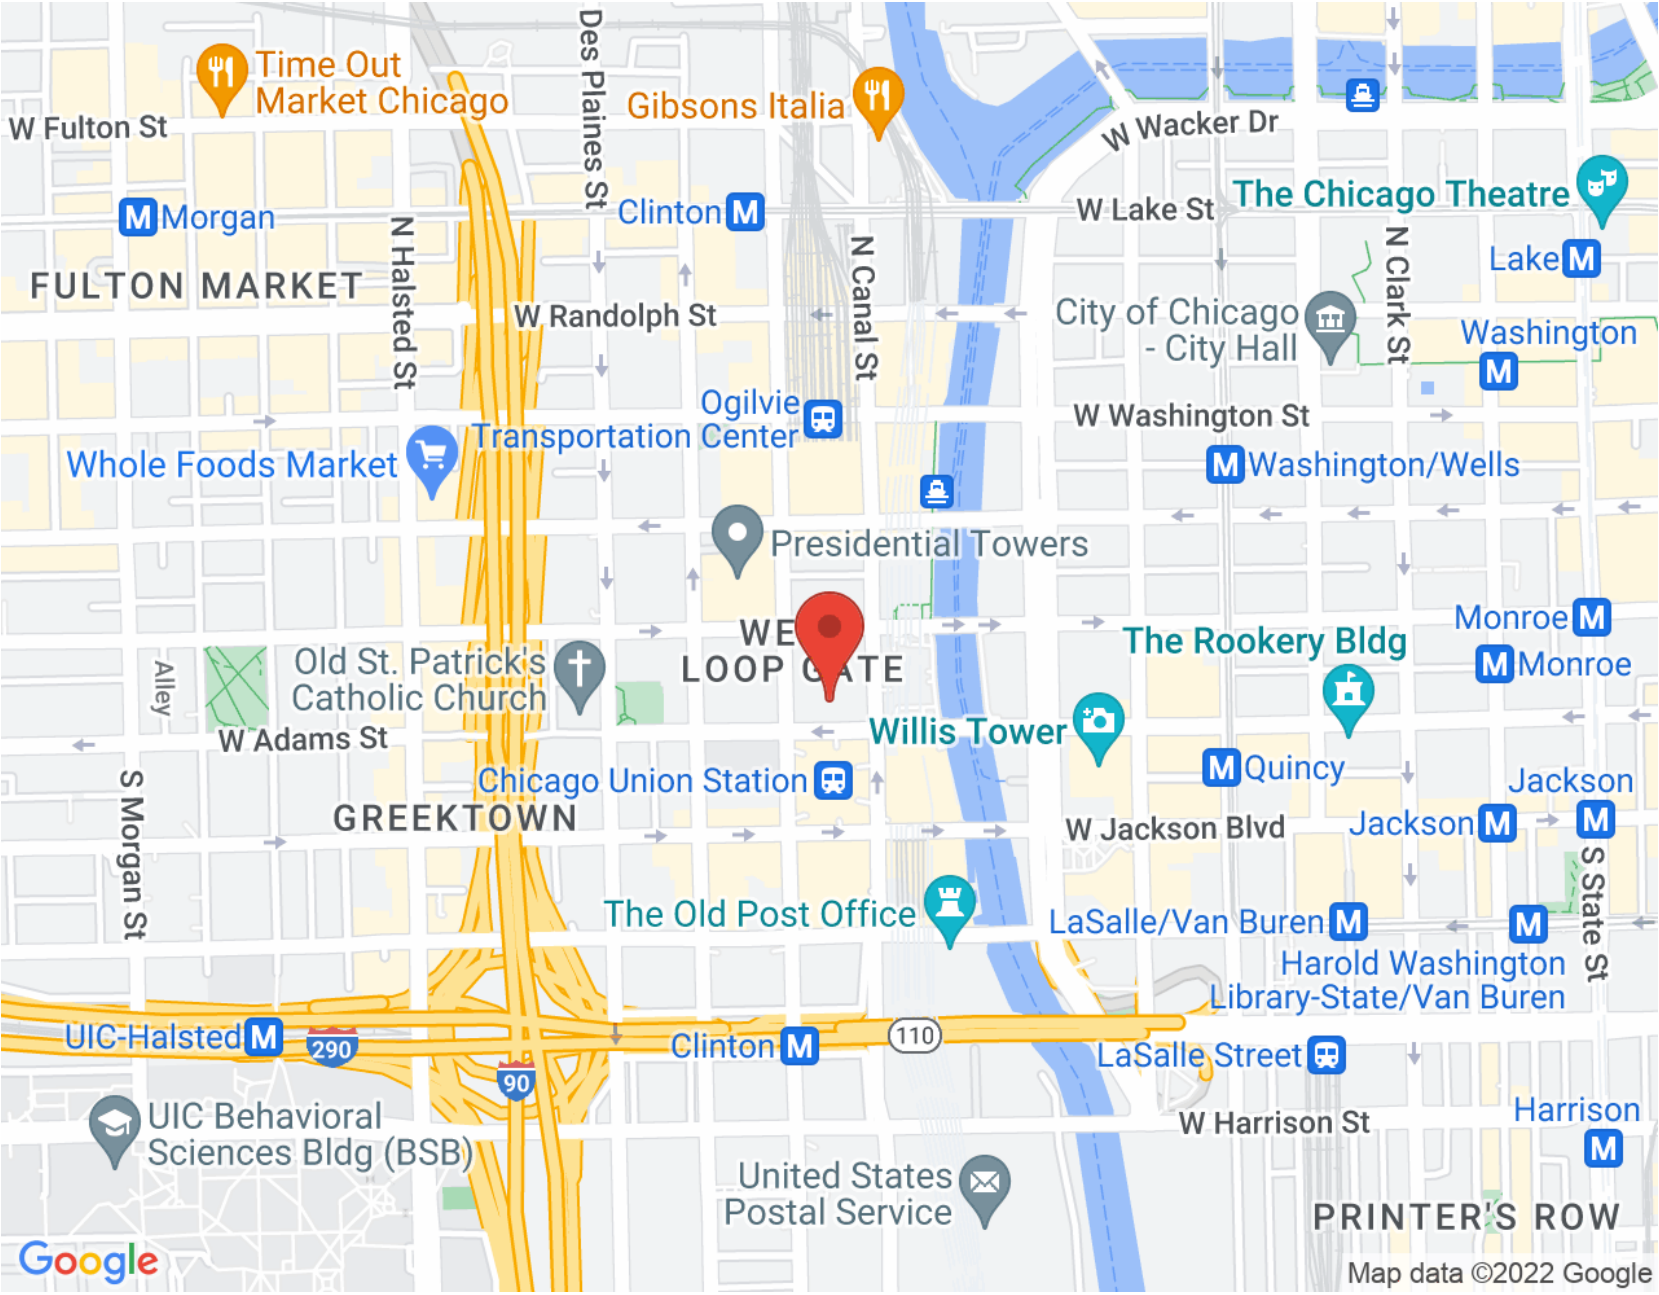 Time Out
Market Chicago
Des Plaines St
Gibsons Italia
W Fulton St
W Wacker Dr
The Chicago Theatre
M Morgan
Clinton M
W Lake St
N Halsted St
N Canal St
N Clark St
Lake M
FULTON MARKET
W Randolph St
City of Chicago
- City Hall
Washington
M
Ogilvie
Transportation Center
W Washington St
Whole Foods Market
M Washington/Wells
Presidential Towers
Monroe M
WE
LOOP GATE
The Rookery Bldg
M Monroe
Old St. Patrick's
Catholic Church
Alley
W Adams St
Willis Tower
Chicago Union Station
M Quincy
Jackson
M
S Morgan St
GREEKTOWN
W Jackson Blvd
Jackson M
S State St
The Old Post Office
LaSalle/Van Buren M
M
Harold Washington
Library-State/Van Buren
UIC-Halsted M
290
90
Clinton M
110
LaSalle Street
UIC Behavioral
Sciences Bldg (BSB)
W Harrison St
Harrison
M
United States
Postal Service
PRINTER'S ROW
Google
Map data ©2022 Google